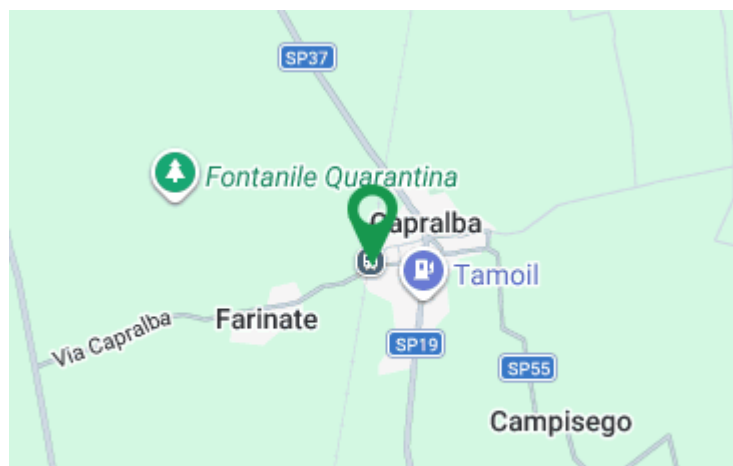 SP37
Fontanile Quarantina
Capralba
Tamoil
Farinate
Via Capralba
SP19
SP55
Campisego